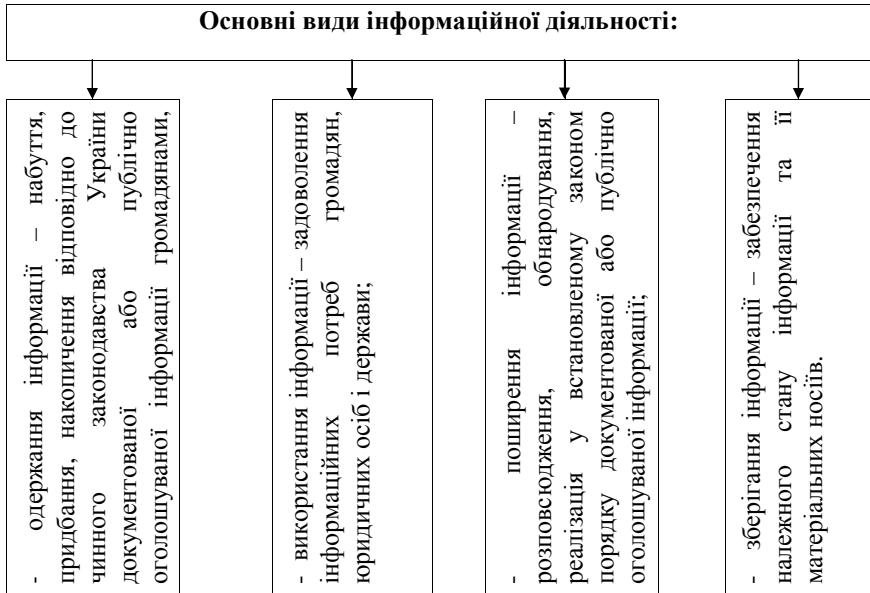 Основні види інформаційної діяльності:
- одержання інформації – набуття,
придбання, накопичення відповідно до
чинного законодавства України
документованої або публічно
оголошуваної інформації громадянами,
- використання інформації – задоволення
інформаційних потреб громадян,
юридичних осіб і держави;
- поширення інформації –
розповсюдження, обнародування,
реалізація у встановленому законом
порядку документованої або публічно
оголошуваної інформації;
- зберігання інформації – забезпечення
належного стану інформації та її
матеріальних носіїв.